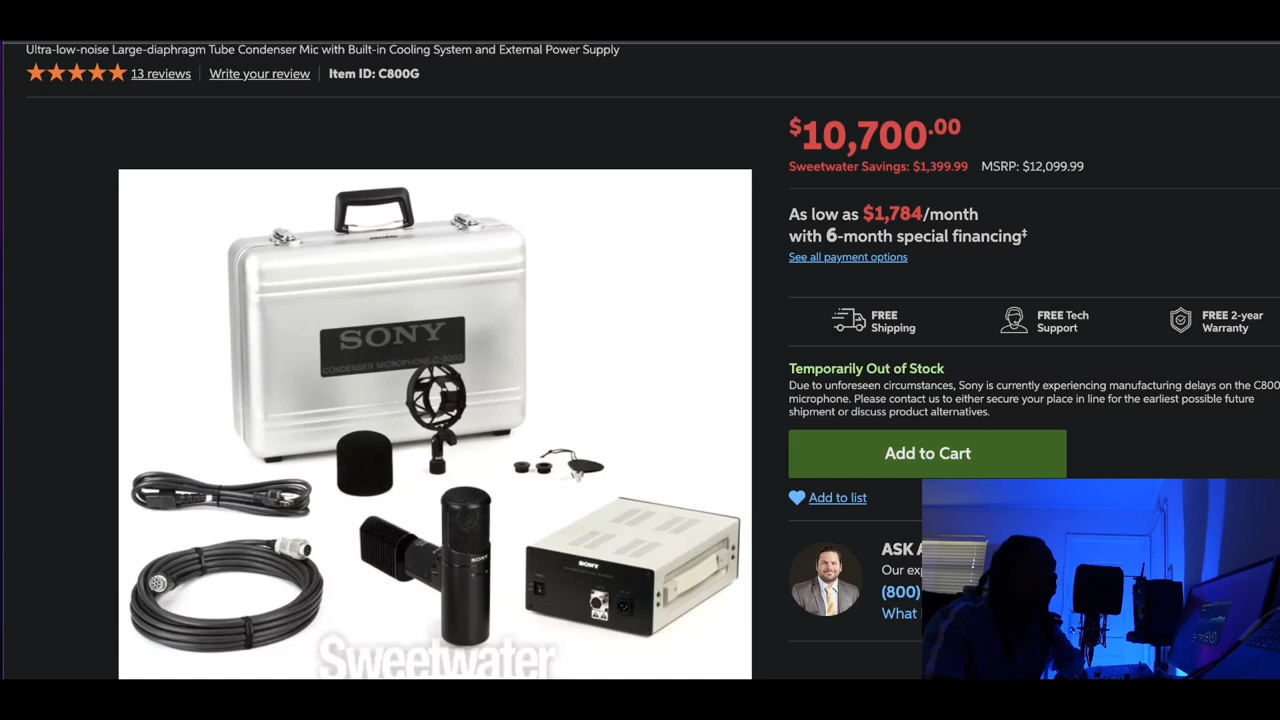 Ultra-low-noise Large-diaphragm Tube Condenser Mic with Built-in Cooling System and External Power Supply
13 reviews
Write your review
Item ID: C800G
$10,700.00
Sweetwater Savings: $1,399.99 MSRP: $12,099.99
As low as $1,784/month
with 6-month special financing‡
See all payment options
FREE
Shipping
FREE Tech
Support
FREE 2-year
Warranty
Temporarily Out of Stock
Due to unforeseen circumstances, Sony is currently experiencing manufacturing delays on the C800
microphone. Please contact us to either secure your place in line for the earliest possible future
shipment or discuss product alternatives.
Add to Cart
Add to list
ASK
Our
(800)
What
SONY
CONDENSER MICROPHONE
SONY
SONY
Sweetwater